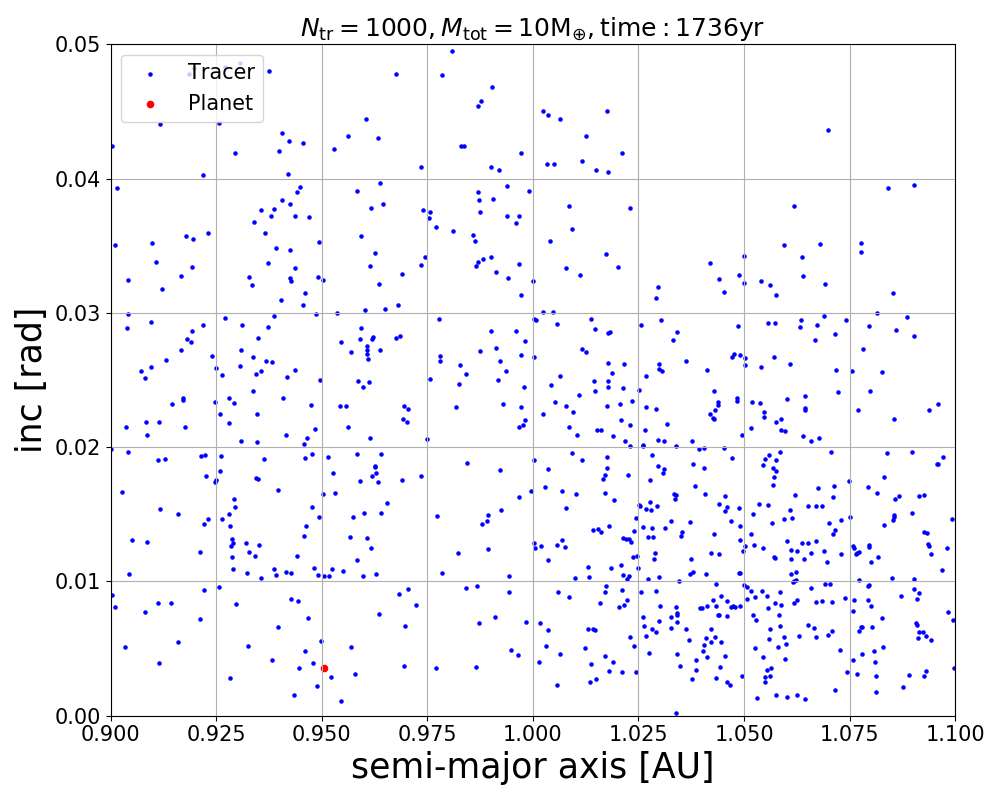 N_tr = 1000, M_tot = 10M_⊕, time : 1736yr
0.05
Tracer
Planet
0.04
0.03
0.02
0.01
0.00
inc [rad]
0.900 0.925 0.950 0.975 1.000 1.025 1.050 1.075 1.100
semi-major axis [AU]